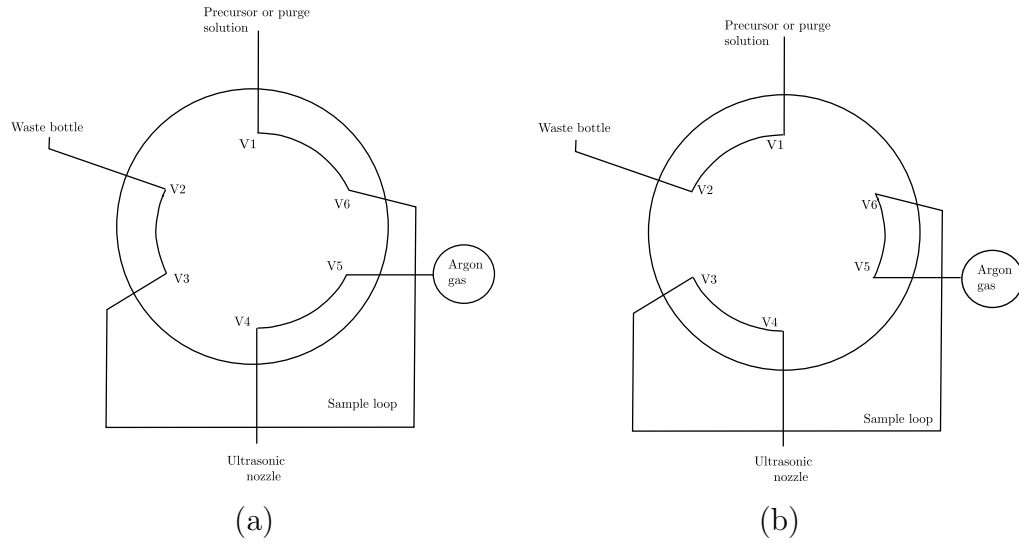 Precursor or purge
solution
Waste bottle
V1
V2
V6
V3
V5
Argon
gas
V4
Sample loop
Ultrasonic
nozzle
(a)
Precursor or purge
solution
Waste bottle
V1
V2
V6
V3
V5
Argon
gas
V4
Sample loop
Ultrasonic
nozzle
(b)